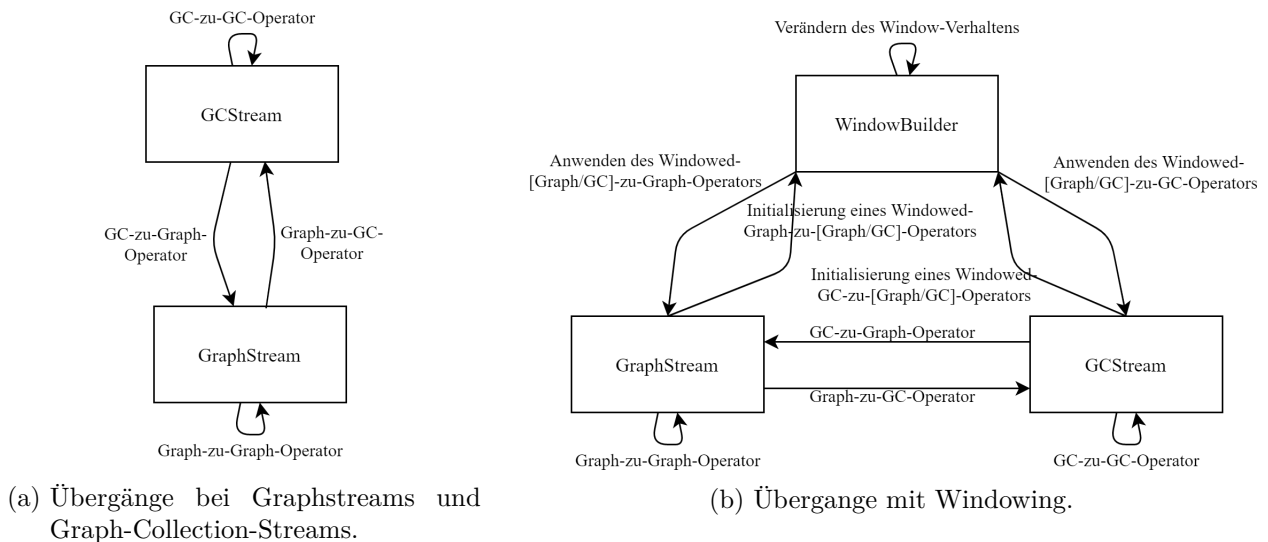 GC-zu-GC-Operator
GCStream
GC-zu-Graph-
Operator
Graph-zu-GC-
Operator
GraphStream
Graph-zu-Graph-Operator
(a) Übergänge bei Graphstreams und
Graph-Collection-Streams.
Verändern des Window-Verhaltens
WindowBuilder
Anwenden des Windowed-
[Graph/GC]-zu-Graph-Operators
Anwenden des Windowed-
[Graph/GC]-zu-GC-Operators
Initialisierung eines Windowed-
Graph-zu-[Graph/GC]-Operators
Initialisierung eines Windowed-
GC-zu-[Graph/GC]-Operators
GraphStream
GC-zu-Graph-Operator
Graph-zu-GC-Operator
GCStream
Graph-zu-Graph-Operator
GC-zu-GC-Operator
(b) Übergange mit Windowing.